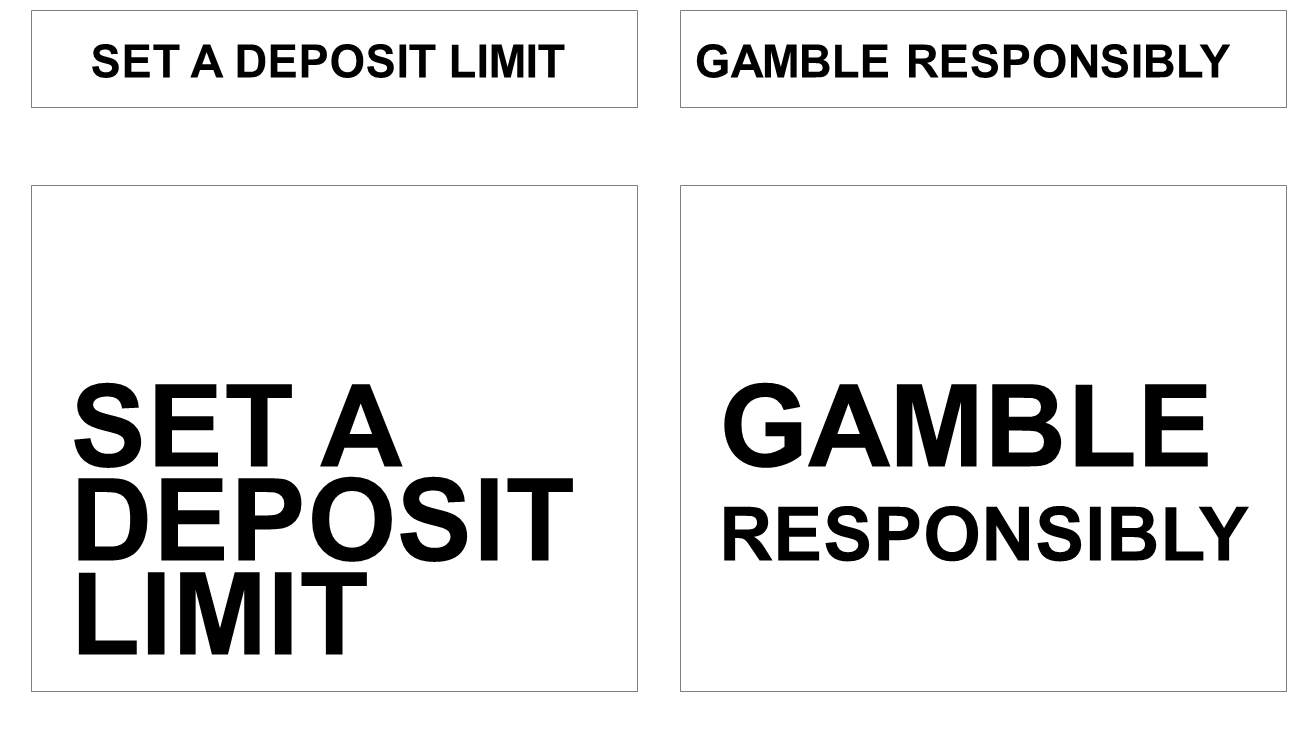 SET A DEPOSIT LIMIT
GAMBLE RESPONSIBLY
SET A
DEPOSIT
LIMIT
GAMBLE
RESPONSIBLY